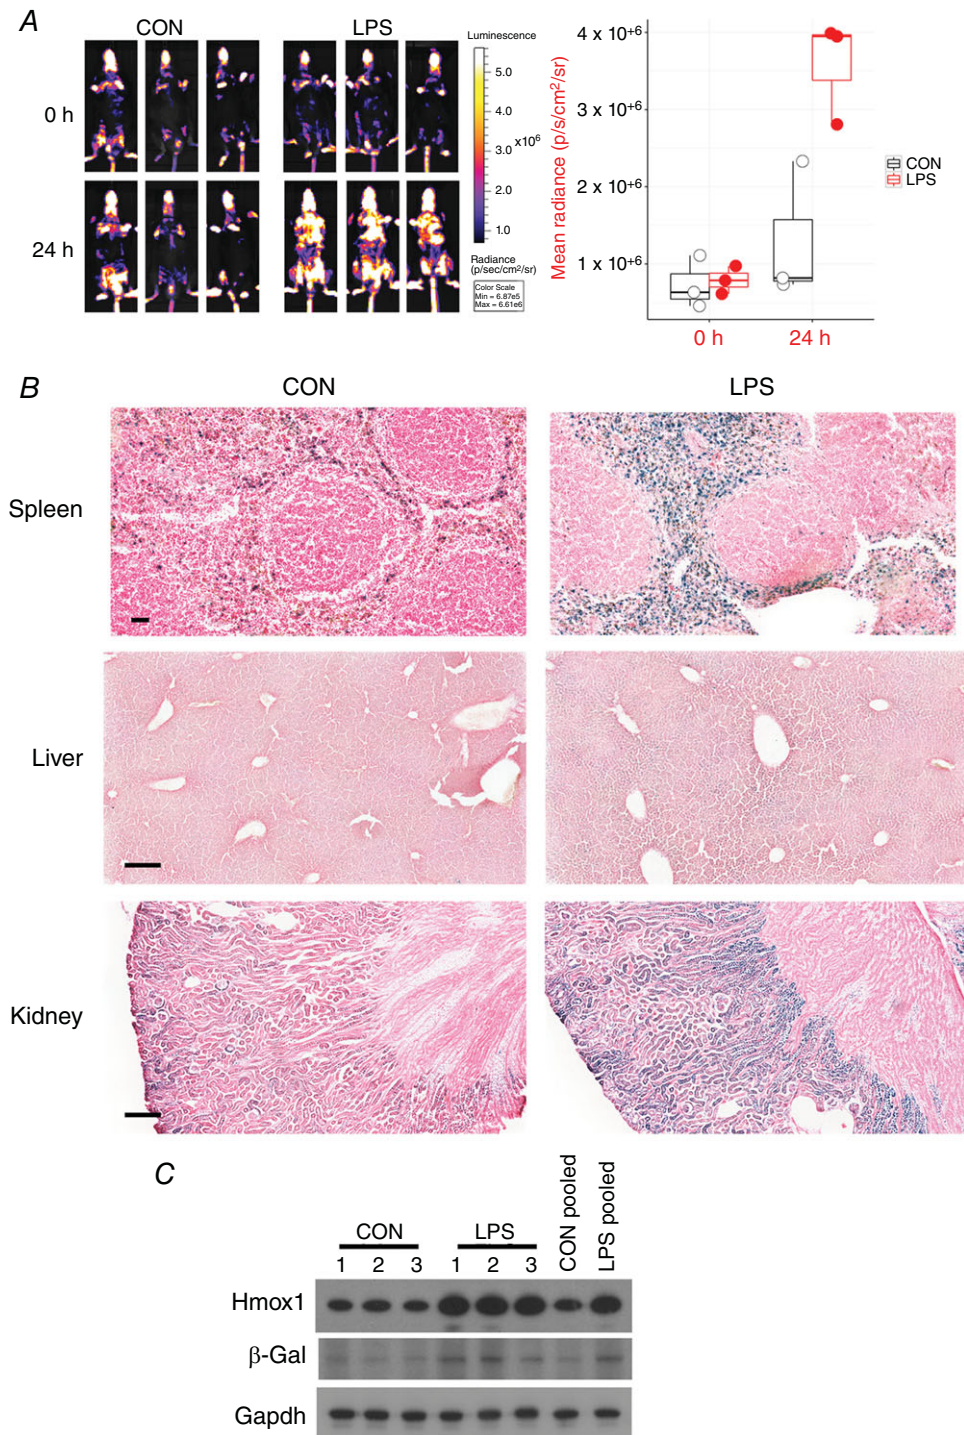 A
CON
LPS
0 h
24 h
Luminescence
5.0
4.0
x10⁶
3.0
2.0
1.0
Radiance
(p/sec/cm²/sr)
Color Scale
Min = 6.87e5
Max = 6.61e6
Mean radiance (p/s/cm²/sr)
4 x 10⁺⁶
3 x 10⁺⁶
2 x 10⁺⁶
1 x 10⁺⁶
0 h
24 h
CON
LPS
B
CON
LPS
Spleen
Liver
Kidney
C
CON
LPS
CON pooled
LPS pooled
1 2 3 1 2 3
Hmox1
β-Gal
Gapdh